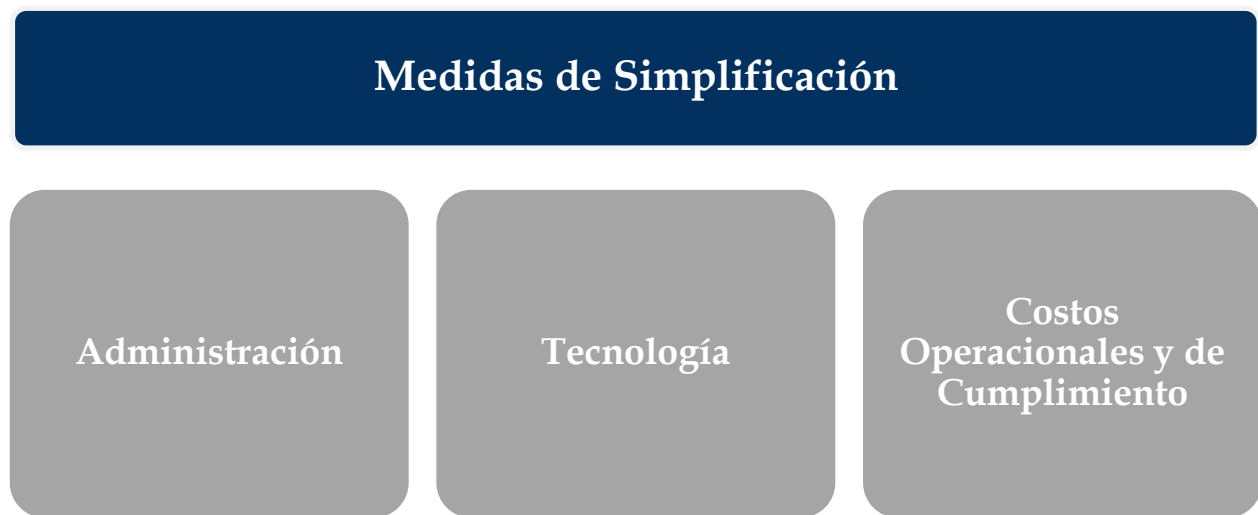 Medidas de Simplificación
Administración
Tecnología
Costos
Operacionales y de
Cumplimiento